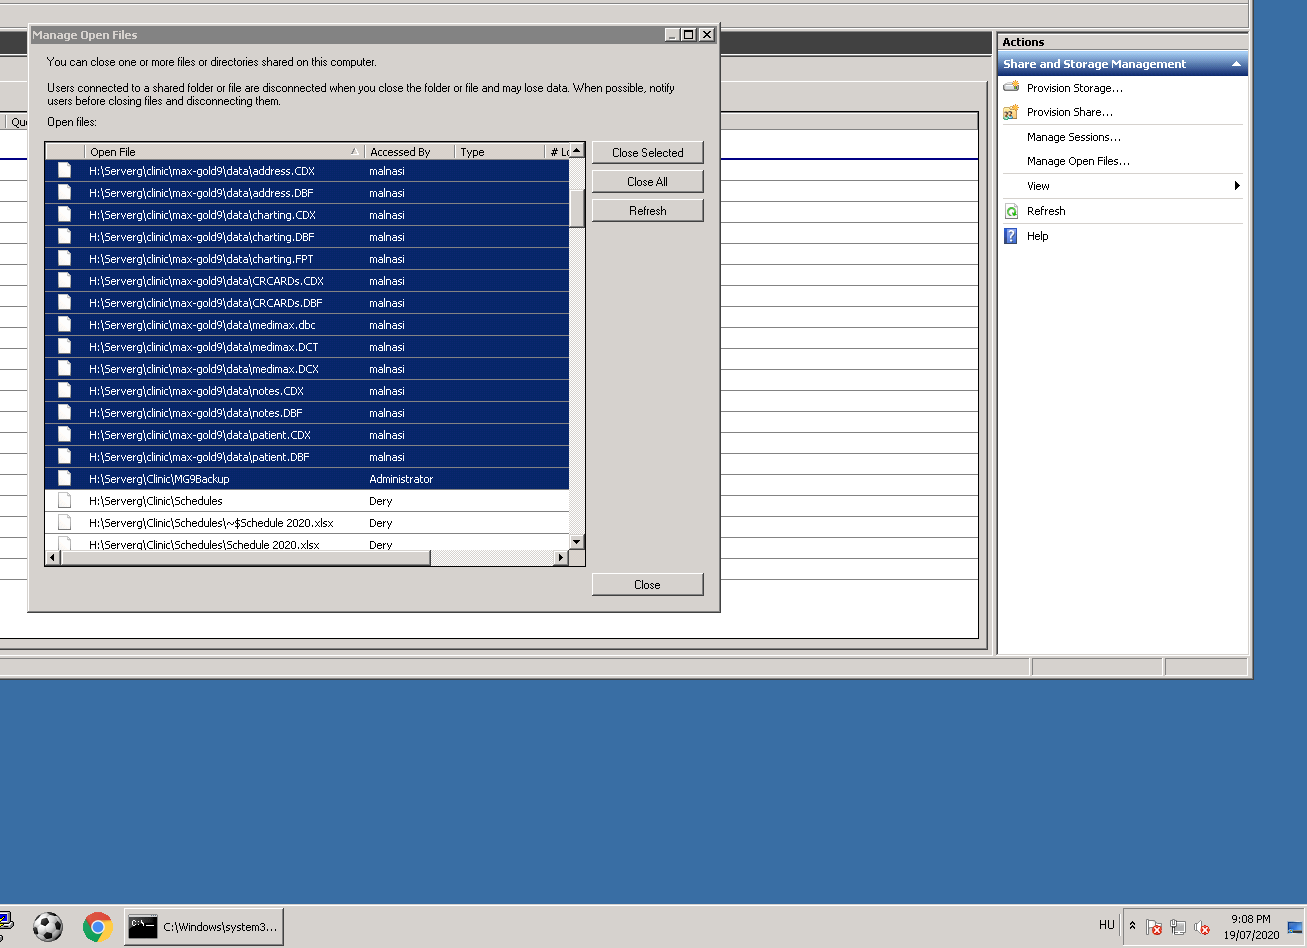 Manage Open Files
You can close one or more files or directories shared on this computer.
Users connected to a shared folder or file are disconnected when you close the folder or file and may lose data. When possible, notify
users before closing files and disconnecting them.
Open files:
Open File Accessed By Type # Lo
H:\Serverg\clinic\max-gold9\data\address.CDX malnasi
H:\Serverg\clinic\max-gold9\data\address.DBF malnasi
H:\Serverg\clinic\max-gold9\data\charting.CDX malnasi
H:\Serverg\clinic\max-gold9\data\charting.DBF malnasi
H:\Serverg\clinic\max-gold9\data\charting.FPT malnasi
H:\Serverg\clinic\max-gold9\data\CRCARDs.CDX malnasi
H:\Serverg\clinic\max-gold9\data\CRCARDs.DBF malnasi
H:\Serverg\clinic\max-gold9\data\medimax.dbc malnasi
H:\Serverg\clinic\max-gold9\data\medimax.DCT malnasi
H:\Serverg\clinic\max-gold9\data\medimax.DCX malnasi
H:\Serverg\clinic\max-gold9\data\notes.CDX malnasi
H:\Serverg\clinic\max-gold9\data\notes.DBF malnasi
H:\Serverg\clinic\max-gold9\data\patient.CDX malnasi
H:\Serverg\clinic\max-gold9\data\patient.DBF malnasi
H:\Serverg\Clinic\MG9Backup Administrator
H:\Serverg\Clinic\Schedules Dery
H:\Serverg\Clinic\Schedules\~$Schedule 2020.xlsx Dery
H:\Serverg\Clinic\Schedules\Schedule 2020.xlsx Dery
Close Selected
Close All
Refresh
Close
Qu
Actions
Share and Storage Management
Provision Storage...
Provision Share...
Manage Sessions...
Manage Open Files...
View
Refresh
Help
C:\Windows\system3...
HU
9:08 PM
19/07/2020